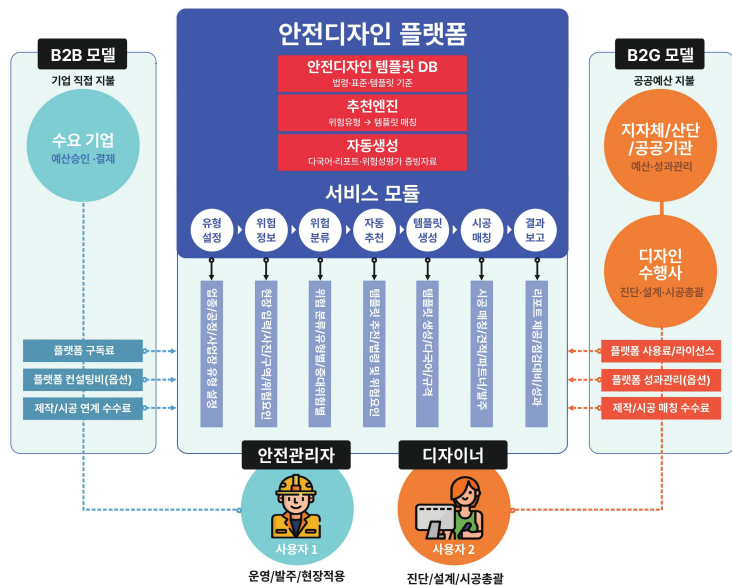 안전디자인 플랫폼
안전디자인 템플릿 DB
법령·표준·템플릿 기준
추천엔진
위험유형 → 템플릿 매칭
자동생성
다국어·리포트·위험성평가 증빙자료
서비스 모듈
유형
설정
위험
정보
위험
분류
자동
추천
템플릿
생성
시공
매칭
결과
보고
업종/공정/사업장 유형 설정
현장 입력/사진/구역/위험요인
위험 분류/유형별/중대위험별
템플릿 추천/법령 및 위험요인
템플릿 생성/다국어/규격
시공 매칭/견적/파트너/발주
리포트 제공/점검대비/성과
B2B 모델
기업 직접 지불
수요 기업
예산승인·결제
플랫폼 구독료
플랫폼 컨설팅비(옵션)
제작/시공 연계 수수료
B2G 모델
공공예산 지불
지자체/산단
/공공기관
예산·성과관리
디자인
수행사
진단·설계·시공총괄
플랫폼 사용료/라이선스
플랫폼 성과관리(옵션)
제작/시공 매칭 수수료
안전관리자
사용자 1
운영/발주/현장적용
디자이너
사용자 2
진단/설계/시공총괄